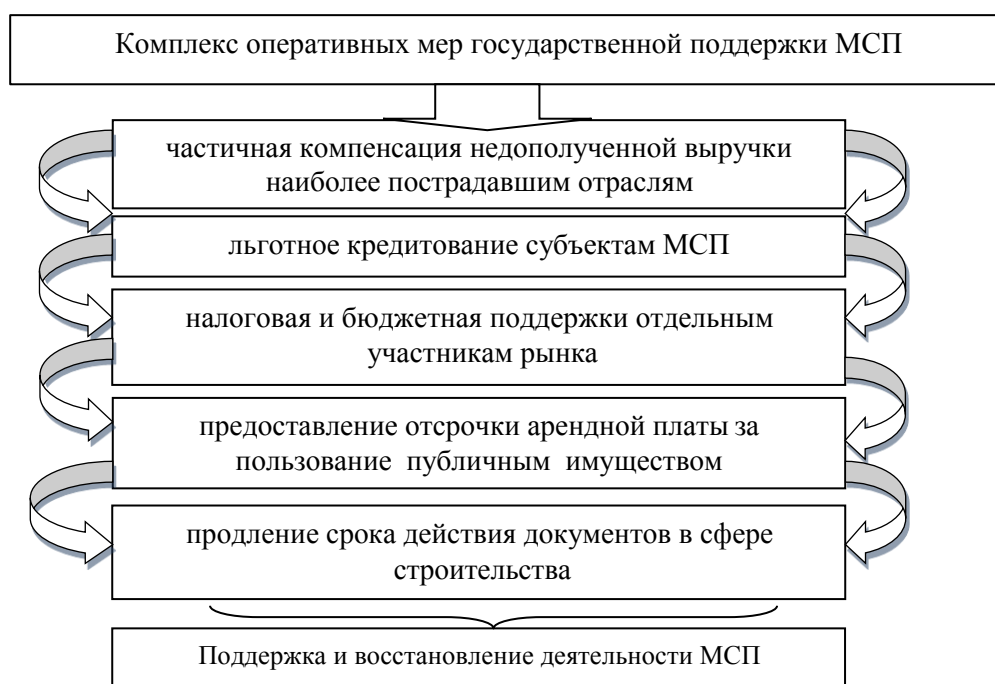 Комплекс оперативных мер государственной поддержки МСП
частичная компенсация недополученной выручки
наиболее пострадавшим отраслям
льготное кредитование субъектам МСП
налоговая и бюджетная поддержки отдельным
участникам рынка
предоставление отсрочки арендной платы за
пользование публичным имуществом
продление срока действия документов в сфере
строительства
Поддержка и восстановление деятельности МСП